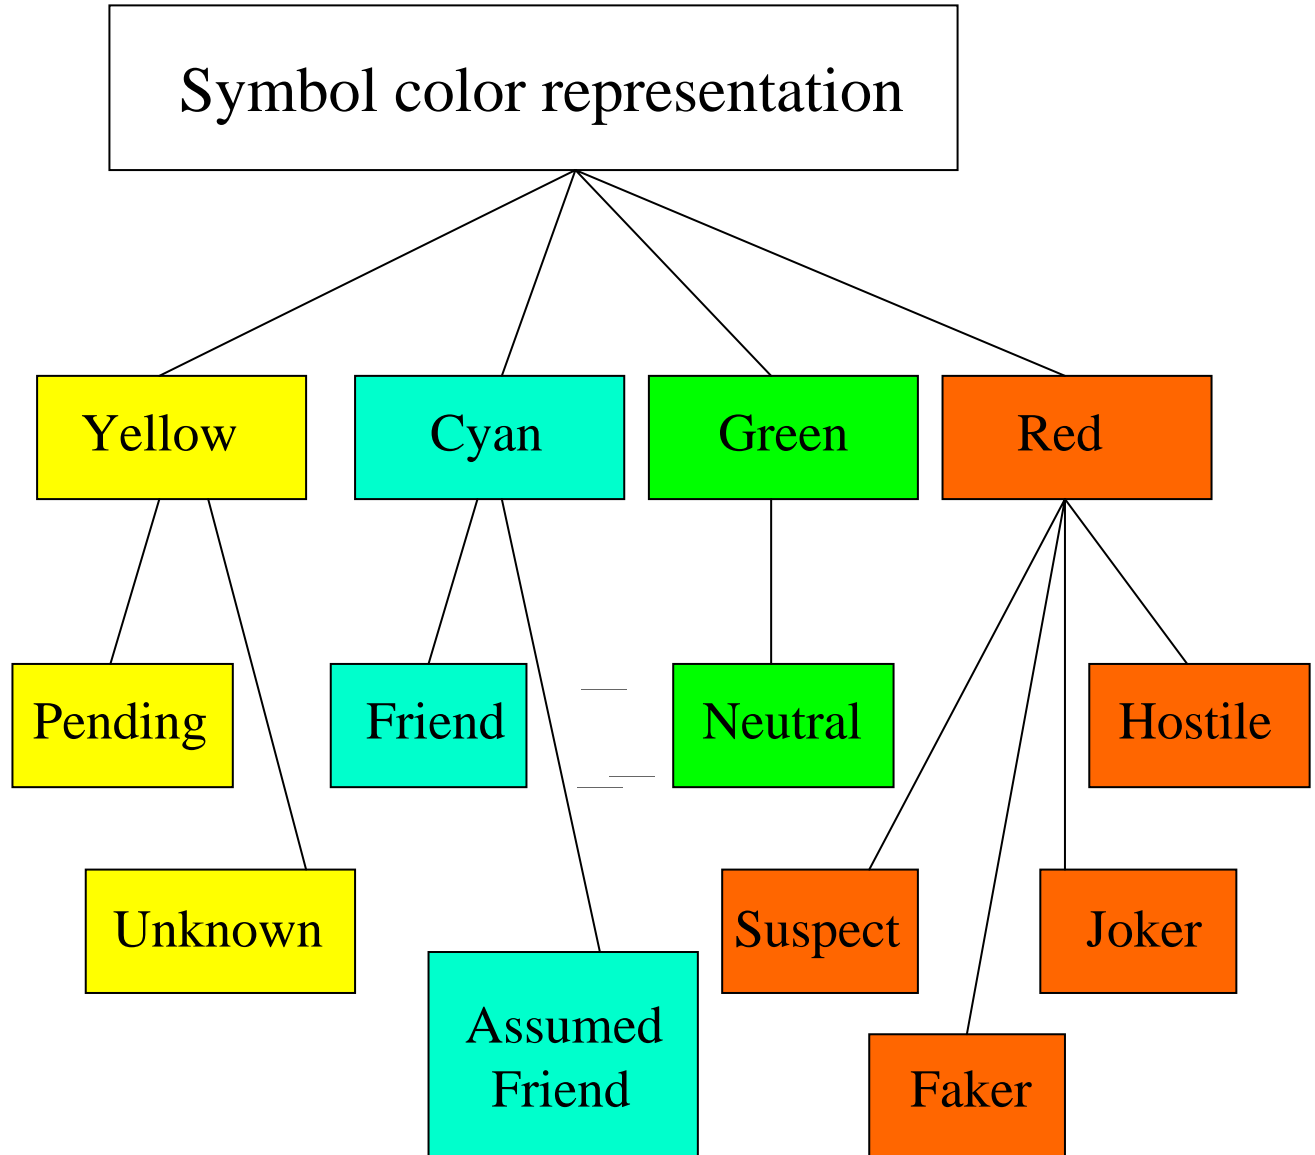 Symbol color representation
Yellow
Cyan
Green
Red
Pending
Friend
Neutral
Hostile
Unknown
Suspect
Joker
Assumed
Friend
Faker